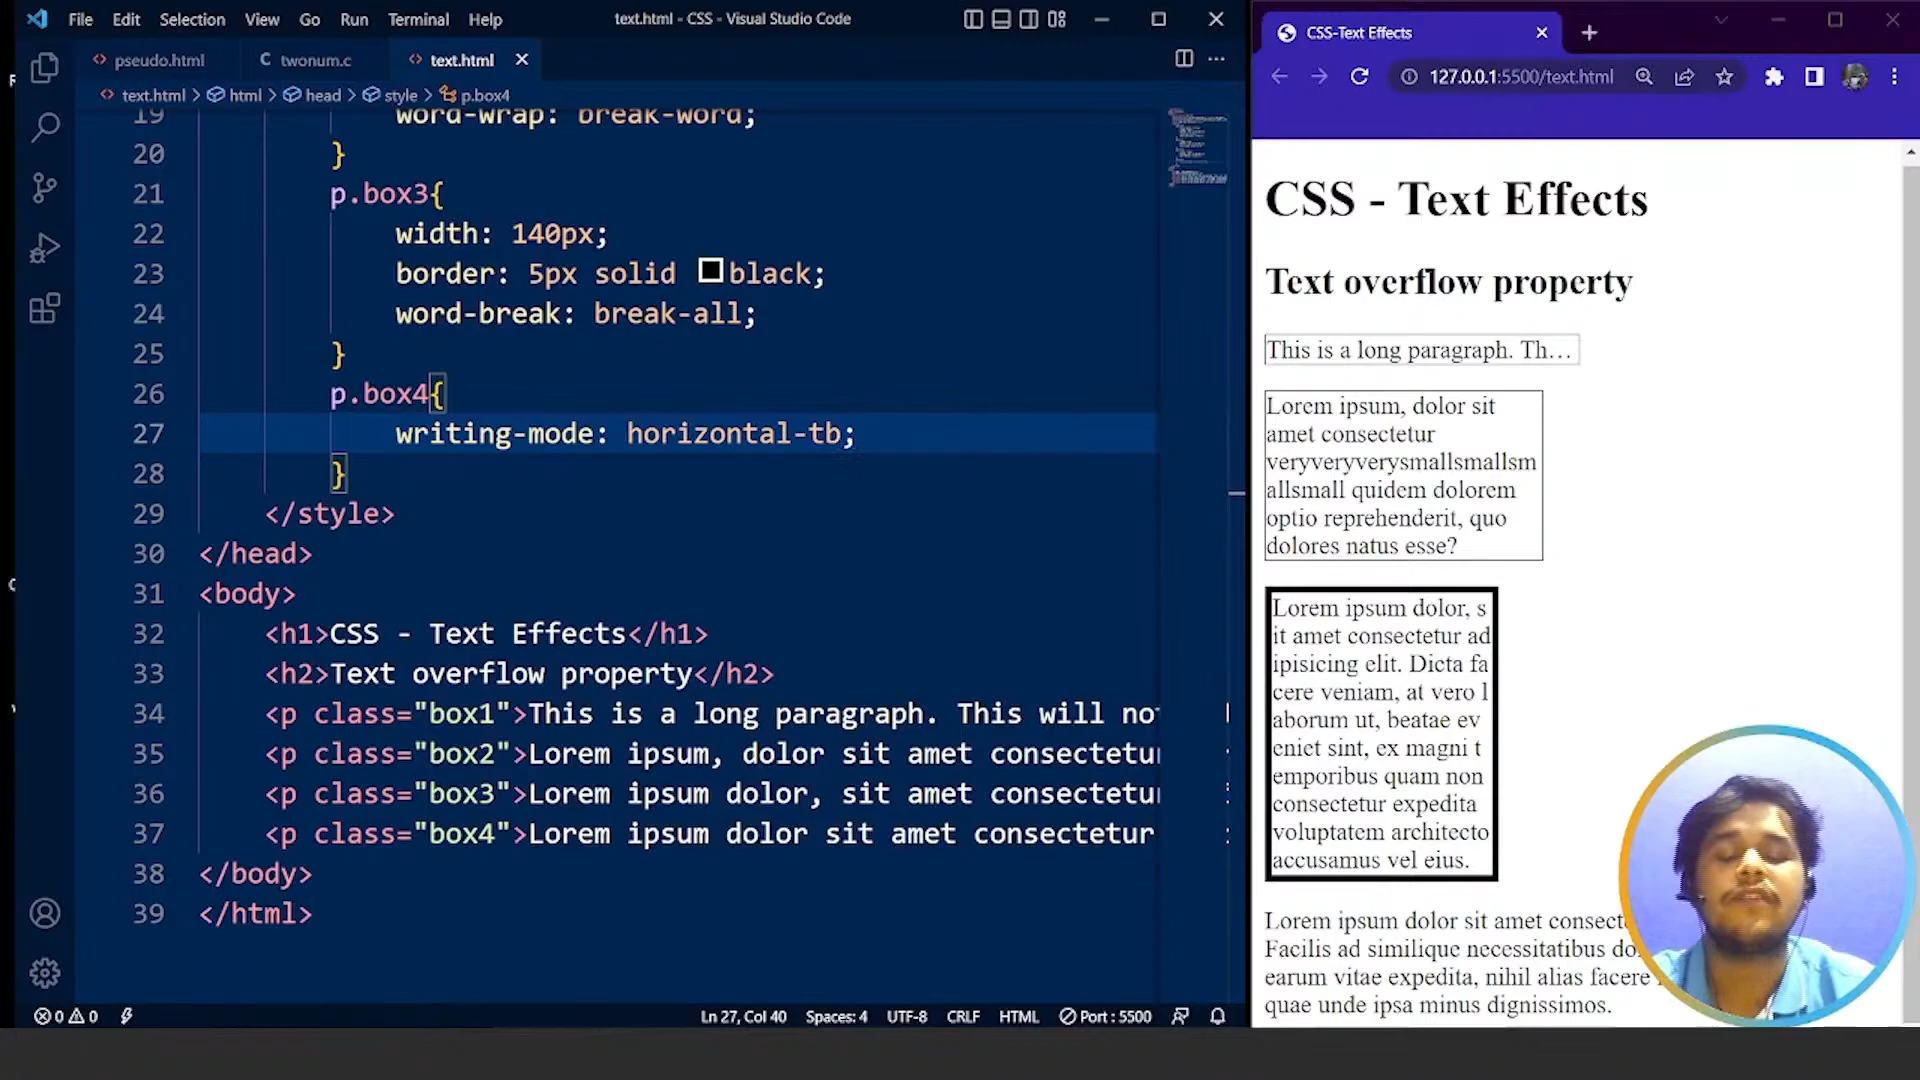 File Edit Selection View Go Run Terminal Help
text.html - CSS - Visual Studio Code
pseudo.html
C twonum.c
text.html
text.html > html > head > style > p.box4
19 word-wrap: break-word;
20 }
21 p.box3{
22 width: 140px;
23 border: 5px solid black;
24 word-break: break-all;
25 }
26 p.box4{
27 writing-mode: horizontal-tb;
28 }
29 </style>
30 </head>
31 <body>
32 <h1>CSS - Text Effects</h1>
33 <h2>Text overflow property</h2>
34 <p class="box1">This is a long paragraph. This will no
35 <p class="box2">Lorem ipsum, dolor sit amet consectetu
36 <p class="box3">Lorem ipsum dolor, sit amet consectetu
37 <p class="box4">Lorem ipsum dolor sit amet consectetur
38 </body>
39 </html>
0 0
Ln 27, Col 40 Spaces: 4 UTF-8 CRLF HTML Port : 5500
CSS-Text Effects
127.0.0.1:5500/text.html
CSS - Text Effects
Text overflow property
This is a long paragraph. Th…
Lorem ipsum, dolor sit
amet consectetur
veryveryverysmallsmallsm
allsmall quidem dolorem
optio reprehenderit, quo
dolores natus esse?
Lorem ipsum dolor, s
it amet consectetur ad
ipisicing elit. Dicta fa
cere veniam, at vero l
aborum ut, beatae ev
eniet sint, ex magni t
emporibus quam non
consectetur expedita
voluptatem architecto
accusamus vel eius.
Lorem ipsum dolor sit amet consect
Facilis ad similique necessitatibus do
earum vitae expedita, nihil alias facere
quae unde ipsa minus dignissimos.